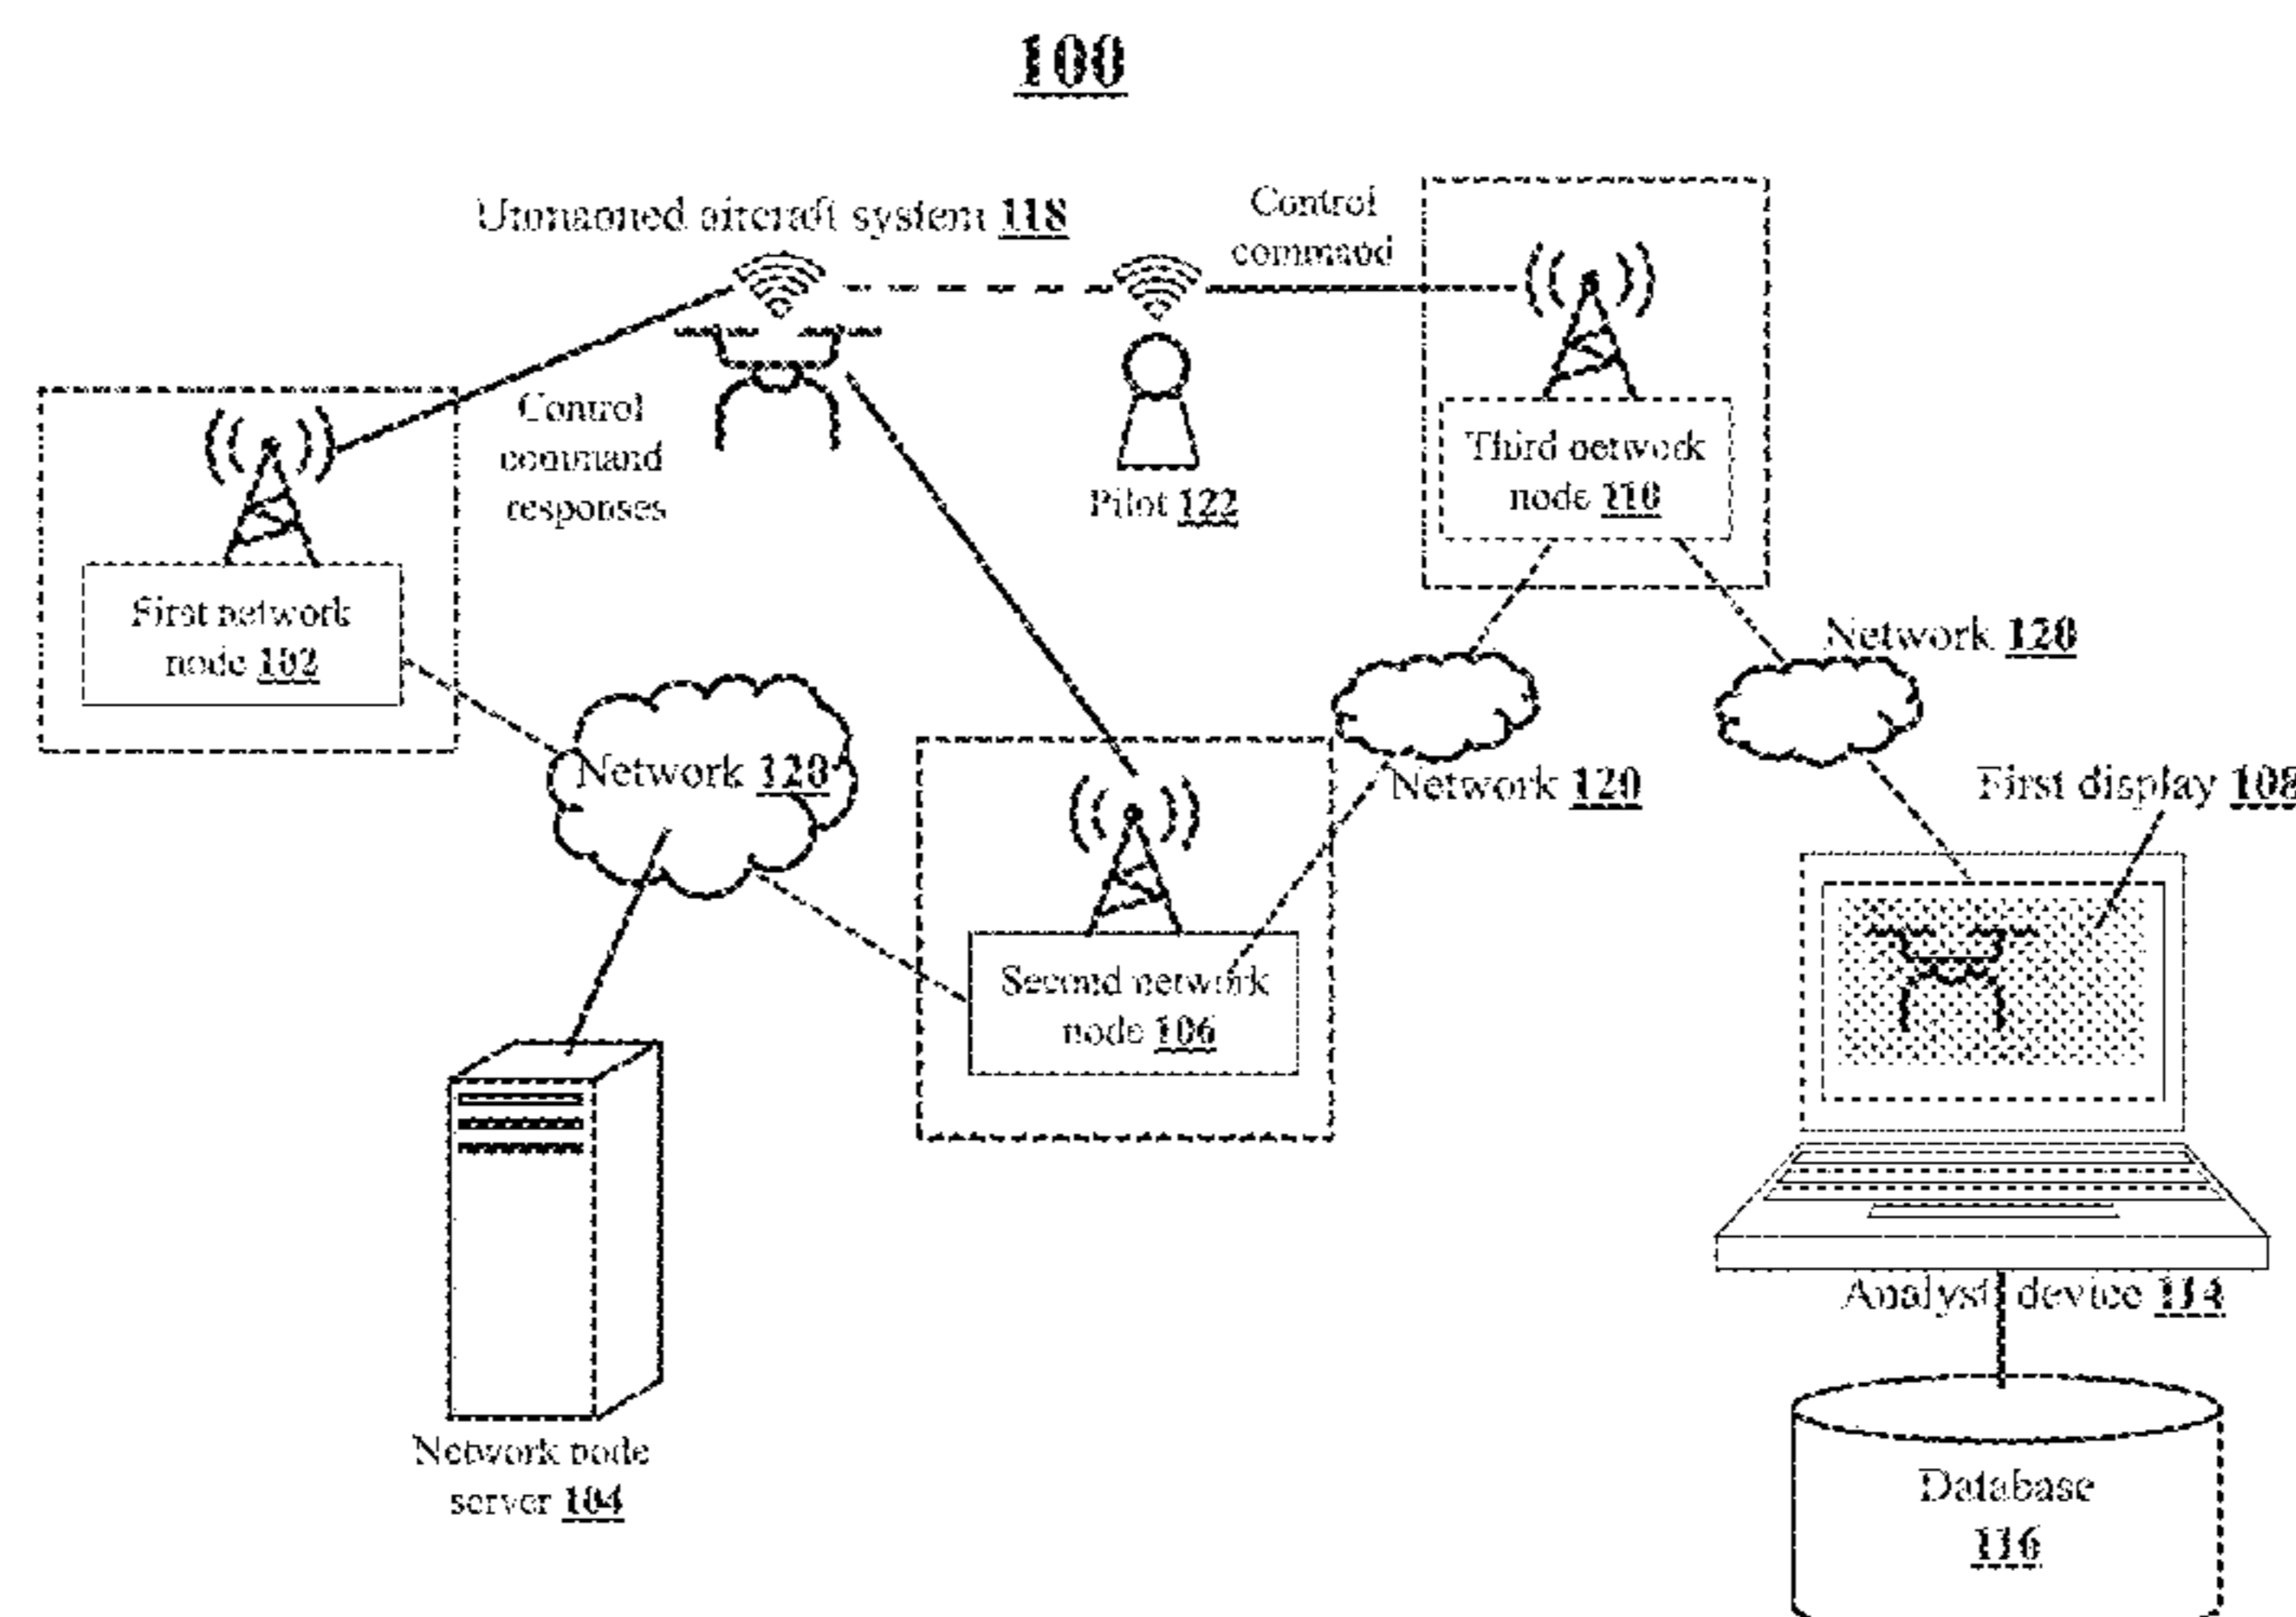 100
Unmanned aircraft system 118
Control
command
Control
command
responses
Pilot 122
Third network
node 110
First network
node 102
Network 120
Network 120
Network 120
First display 108
Second network
node 106
Analyst device 114
Network node
server 104
Database
116